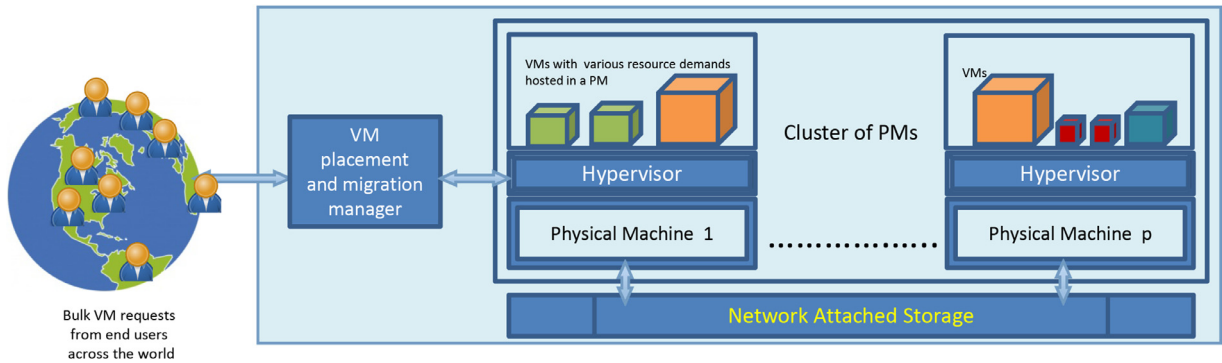 Bulk VM requests
from end users
across the world
VM
placement
and migration
manager
VMs with various resource demands
hosted in a PM
Hypervisor
Physical Machine 1
Cluster of PMs
.................
VMs
Hypervisor
Physical Machine p
Network Attached Storage